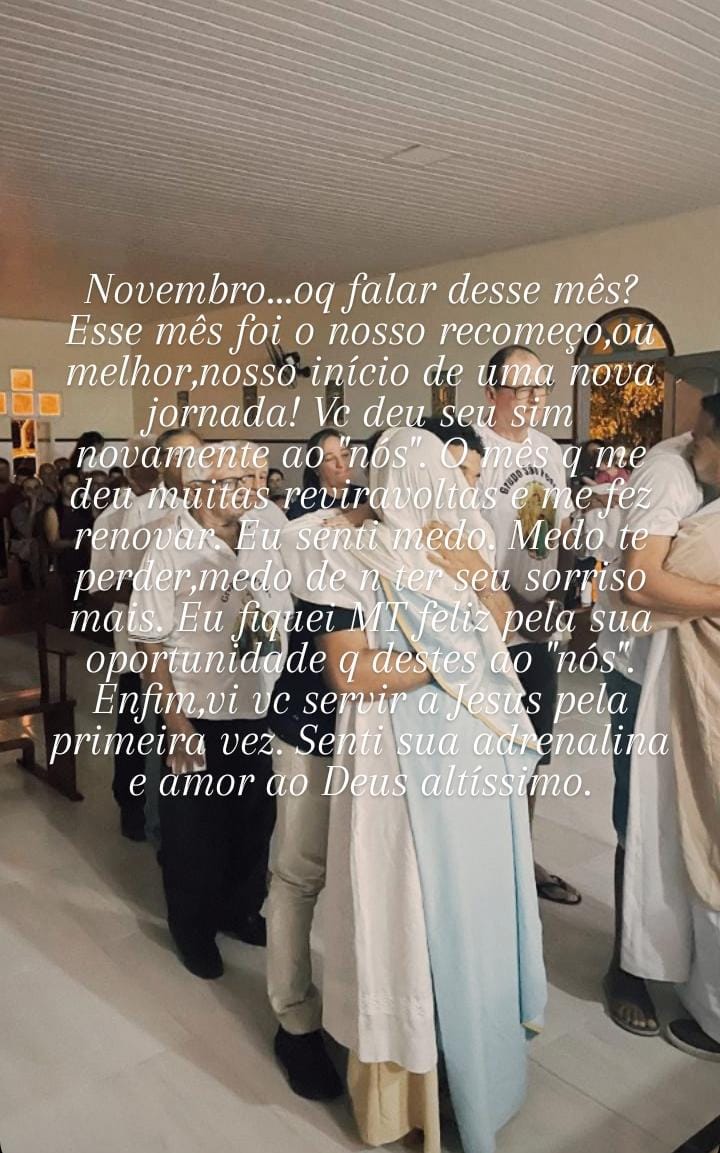 Novembro...oq falar desse mês?
Esse mês foi o nosso recomeço,ou
melhor,nosso início de uma nova
jornada! Vc deu seu sim
novamente ao "nós". O mês q me
deu muitas reviravoltas e me fez
renovar. Eu senti medo. Medo te
perder,medo de n ter seu sorriso
mais. Eu fiquei MT feliz pela sua
oportunidade q destes ao "nós".
Enfim,vi vc servir a Jesus pela
primeira vez. Senti sua adrenalina
e amor ao Deus altíssimo.